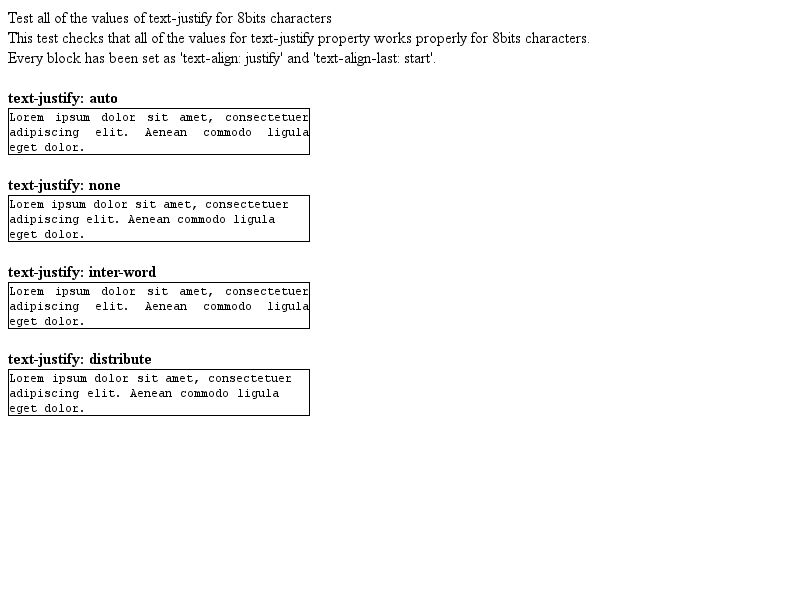 Test all of the values of text-justify for 8bits characters
This test checks that all of the values for text-justify property works properly for 8bits characters.
Every block has been set as 'text-align: justify' and 'text-align-last: start'.
text-justify: auto
Lorem ipsum dolor sit amet, consectetuer
adipiscing elit. Aenean commodo ligula
eget dolor.
text-justify: none
Lorem ipsum dolor sit amet, consectetuer
adipiscing elit. Aenean commodo ligula
eget dolor.
text-justify: inter-word
Lorem ipsum dolor sit amet, consectetuer
adipiscing elit. Aenean commodo ligula
eget dolor.
text-justify: distribute
Lorem ipsum dolor sit amet, consectetuer
adipiscing elit. Aenean commodo ligula
eget dolor.